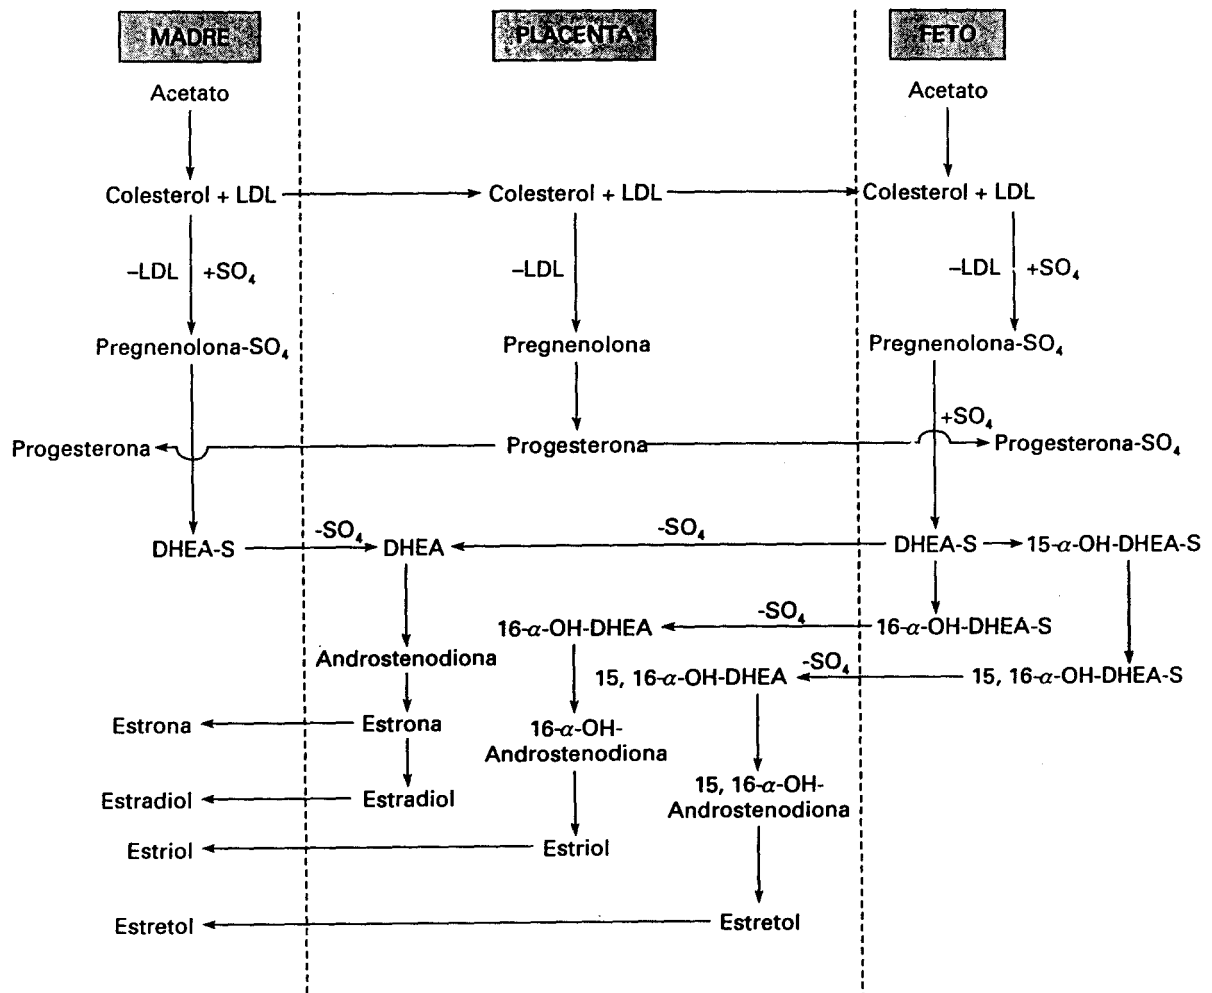 MADRE
PLACENTA
FETO
Acetato
Acetato
Colesterol + LDL
Colesterol + LDL
Colesterol + LDL
–LDL
+SO₄
–LDL
–LDL
+SO₄
Pregnenolona-SO₄
Pregnenolona
Pregnenolona-SO₄
+SO₄
Progesterona
Progesterona
Progesterona-SO₄
-SO₄
-SO₄
DHEA-S
DHEA
DHEA-S
15-α-OH-DHEA-S
-SO₄
16-α-OH-DHEA
16-α-OH-DHEA-S
Androstenodiona
-SO₄
15, 16-α-OH-DHEA
15, 16-α-OH-DHEA-S
Estrona
Estrona
16-α-OH-
Androstenodiona
Estradiol
Estradiol
15, 16-α-OH-
Androstenodiona
Estriol
Estriol
Estretol
Estretol